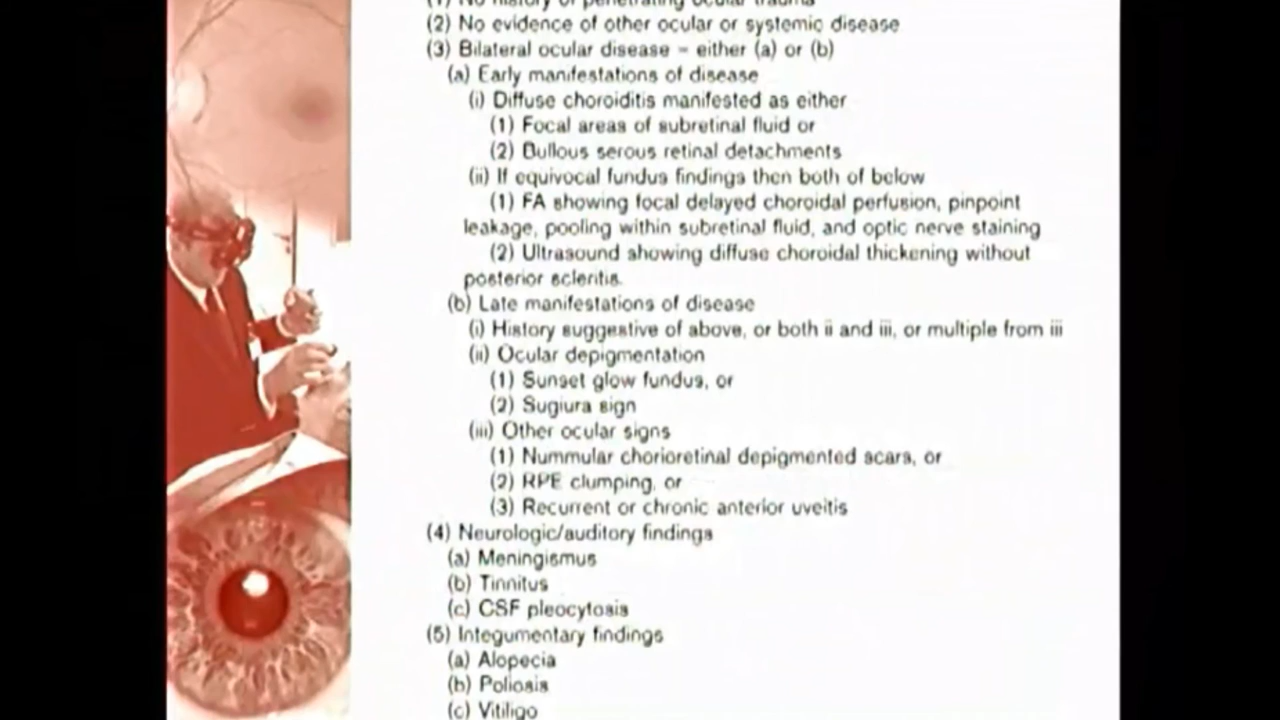 (1) No history of penetrating ocular trauma
(2) No evidence of other ocular or systemic disease
(3) Bilateral ocular disease - either (a) or (b)
(a) Early manifestations of disease
(i) Diffuse choroiditis manifested as either
(1) Focal areas of subretinal fluid or
(2) Bullous serous retinal detachments
(ii) If equivocal fundus findings then both of below
(1) FA showing focal delayed choroidal perfusion, pinpoint
leakage, pooling within subretinal fluid, and optic nerve staining
(2) Ultrasound showing diffuse choroidal thickening without
posterior scleritis.
(b) Late manifestations of disease
(i) History suggestive of above, or both ii and iii, or multiple from iii
(ii) Ocular depigmentation
(1) Sunset glow fundus, or
(2) Sugiura sign
(iii) Other ocular signs
(1) Nummular chorioretinal depigmented scars, or
(2) RPE clumping, or
(3) Recurrent or chronic anterior uveitis
(4) Neurologic/auditory findings
(a) Meningismus
(b) Tinnitus
(c) CSF pleocytosis
(5) Integumentary findings
(a) Alopecia
(b) Poliosis
(c) Vitiligo